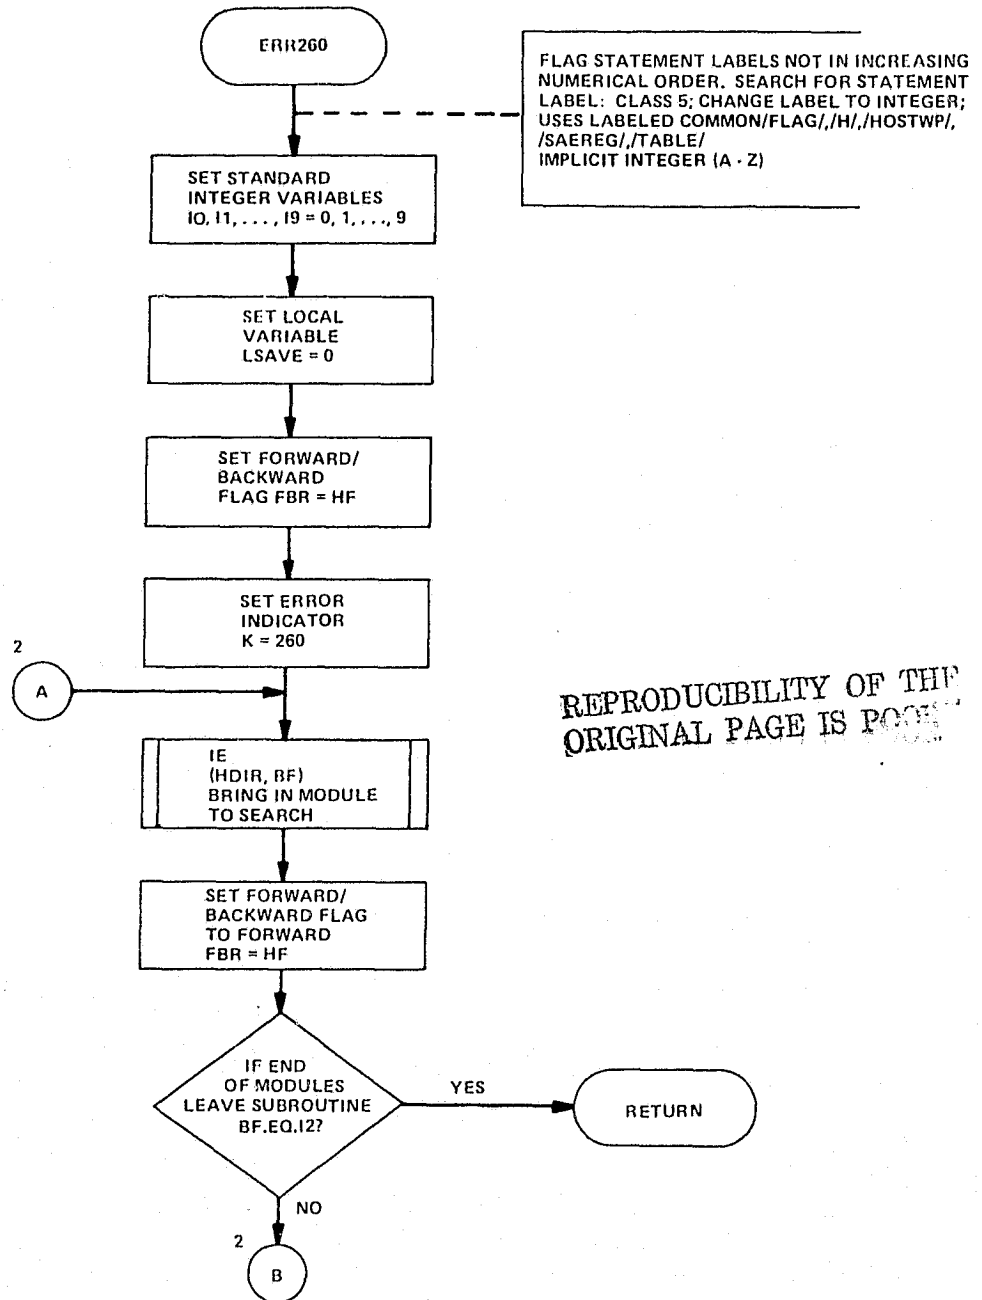 ERR260
FLAG STATEMENT LABELS NOT IN INCREASING
NUMERICAL ORDER. SEARCH FOR STATEMENT
LABEL: CLASS 5; CHANGE LABEL TO INTEGER;
USES LABELED COMMON/FLAG/,/H/,/HOSTWP/,
/SAEREG/,/TABLE/
IMPLICIT INTEGER (A - Z)
SET STANDARD
INTEGER VARIABLES
I0, I1, . . . , I9 = 0, 1, . . . , 9
SET LOCAL
VARIABLE
LSAVE = 0
SET FORWARD/
BACKWARD
FLAG FBR = HF
SET ERROR
INDICATOR
K = 260
2
A
REPRODUCIBILITY OF THE
ORIGINAL PAGE IS POOR
IE
(HDIR, BF)
BRING IN MODULE
TO SEARCH
SET FORWARD/
BACKWARD FLAG
TO FORWARD
FBR = HF
IF END
OF MODULES
LEAVE SUBROUTINE
BF.EQ.I2?
YES
RETURN
NO
2
B